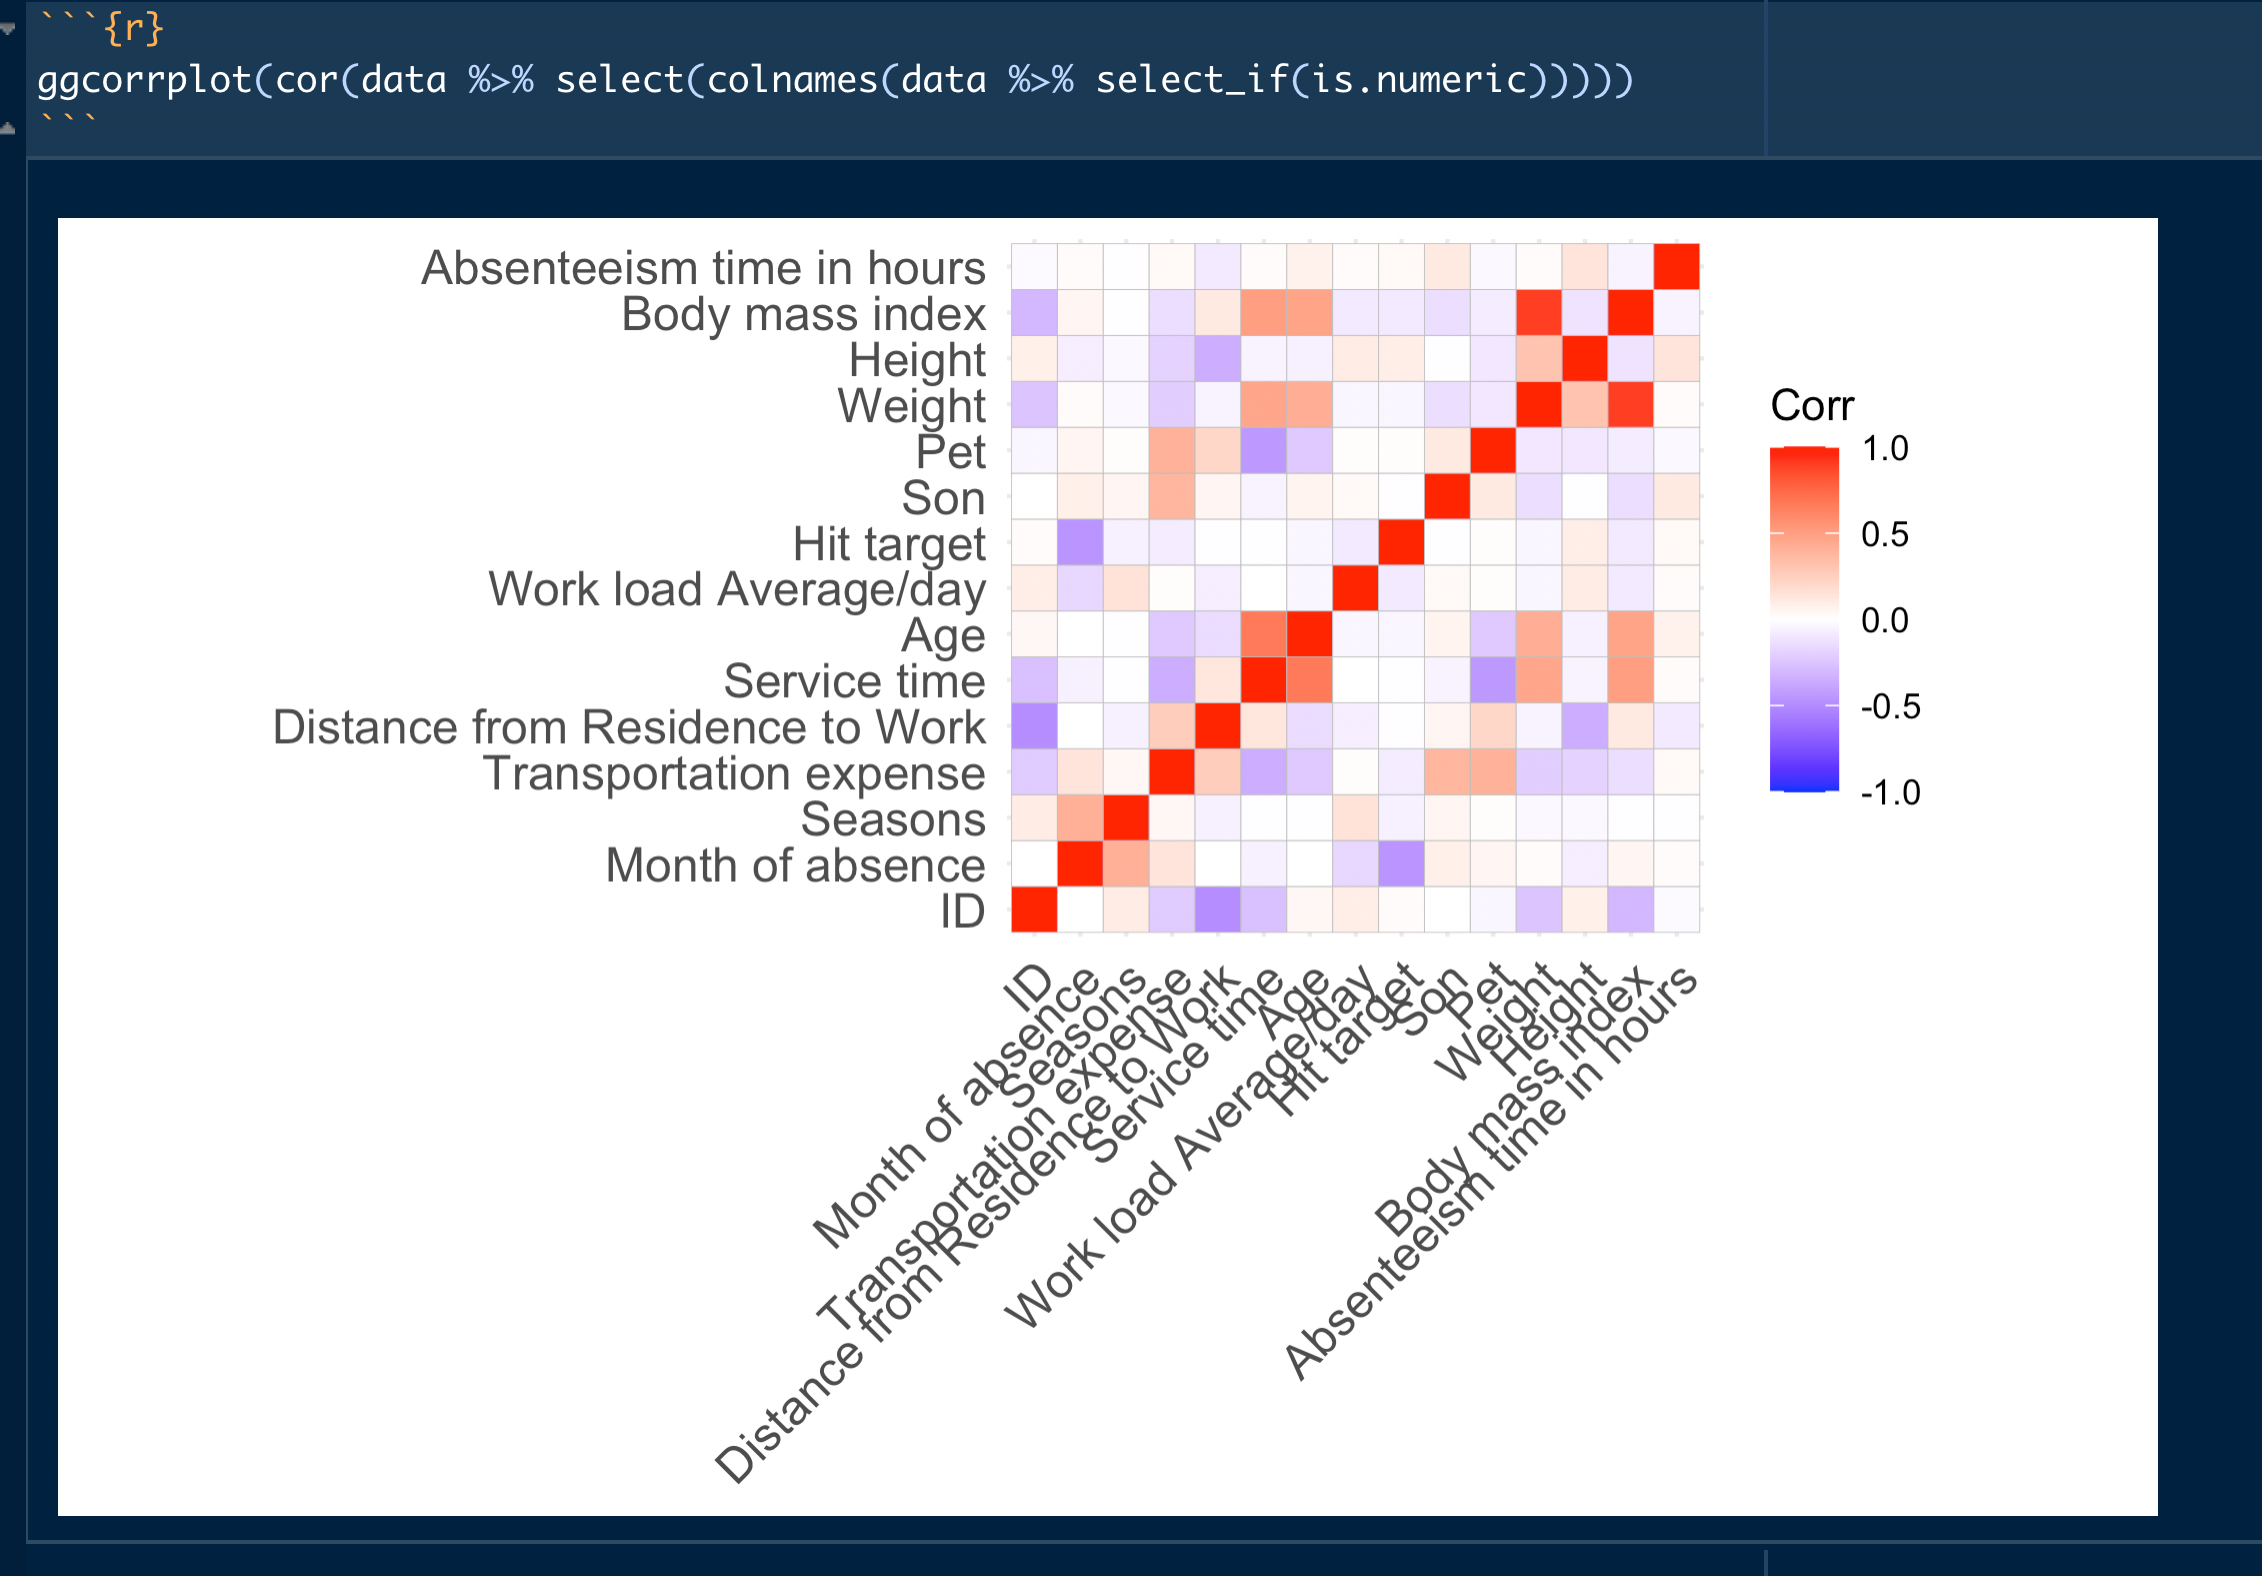 ```{r}
ggcorrplot(cor(data %>% select(colnames(data %>% select_if(is.numeric)))))
```
Absenteeism time in hours
Body mass index
Height
Weight
Pet
Son
Hit target
Work load Average/day
Age
Service time
Distance from Residence to Work
Transportation expense
Seasons
Month of absence
ID
ID
Month of absence
Seasons
Transportation expense
Distance from Residence to Work
Service time
Age
Work load Average/day
Hit target
Son
Pet
Weight
Height
Body mass index
Absenteeism time in hours
Corr
1.0
0.5
0.0
-0.5
-1.0